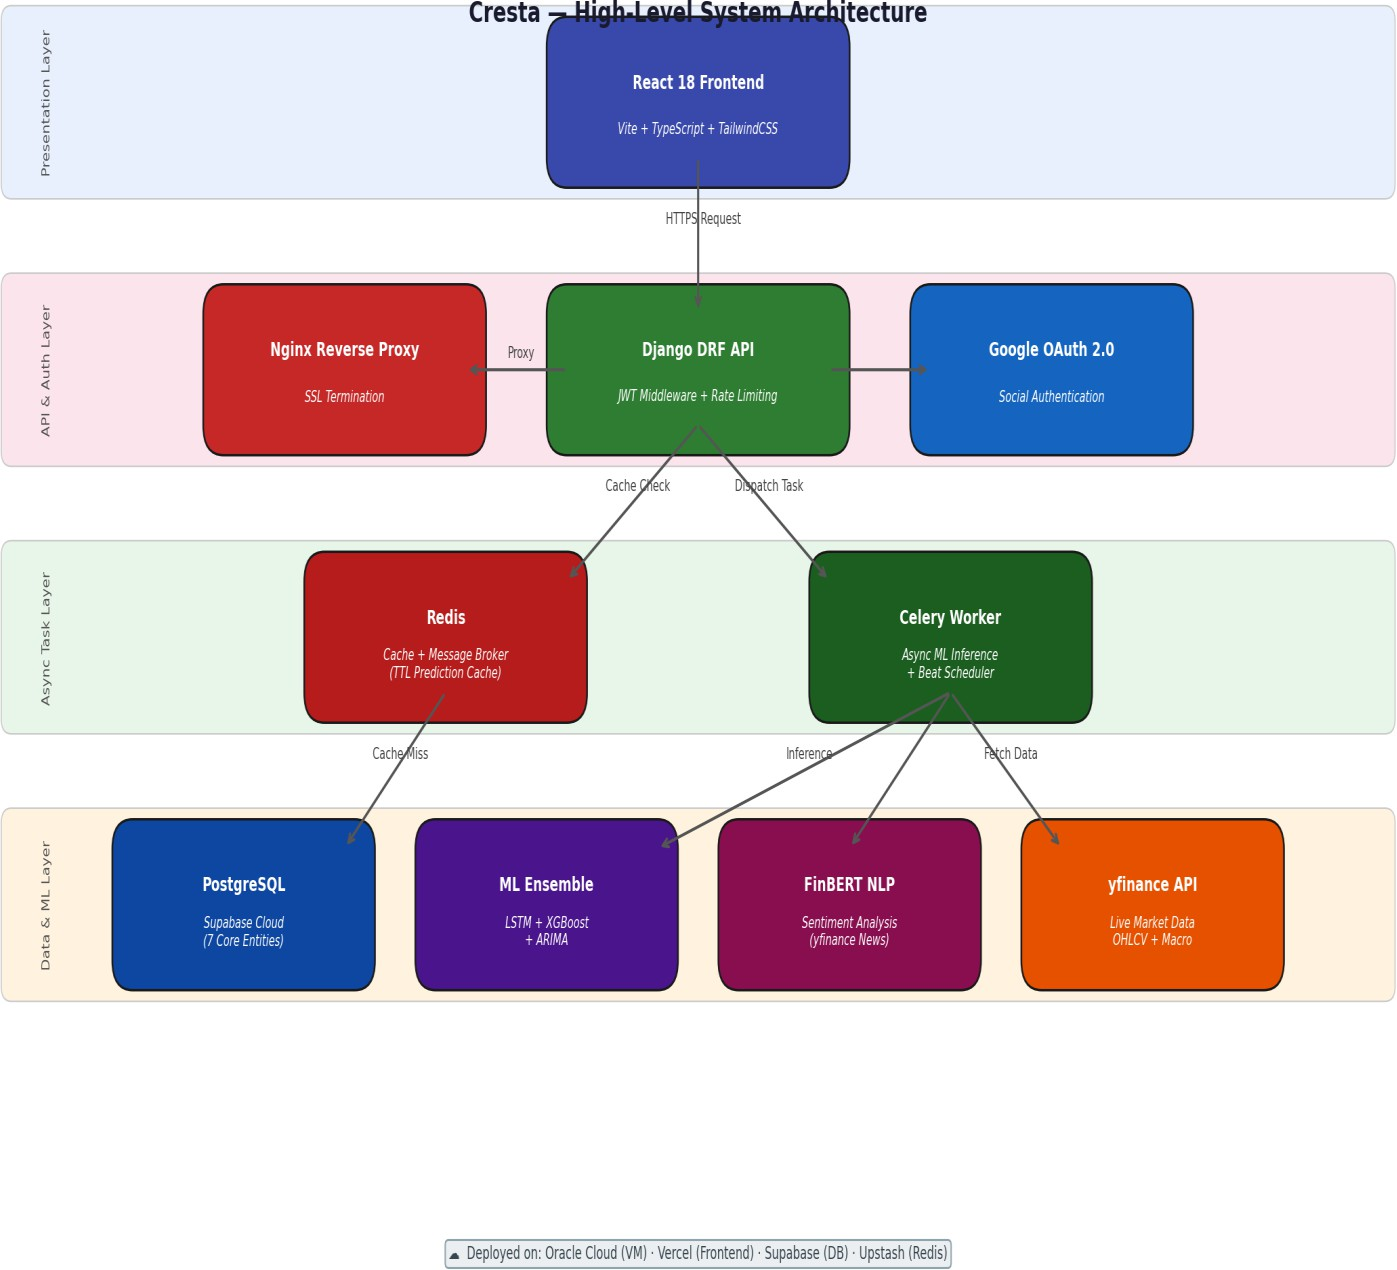 Cresta — High-Level System Architecture
Presentation Layer
React 18 Frontend
Vite + TypeScript + TailwindCSS
HTTPS Request
API & Auth Layer
Nginx Reverse Proxy
SSL Termination
Proxy
Django DRF API
JWT Middleware + Rate Limiting
Google OAuth 2.0
Social Authentication
Cache Check
Dispatch Task
Async Task Layer
Redis
Cache + Message Broker
(TTL Prediction Cache)
Celery Worker
Async ML Inference
+ Beat Scheduler
Cache Miss
Inference
Fetch Data
Data & ML Layer
PostgreSQL
Supabase Cloud
(7 Core Entities)
ML Ensemble
LSTM + XGBoost
+ ARIMA
FinBERT NLP
Sentiment Analysis
(yfinance News)
yfinance API
Live Market Data
OHLCV + Macro
☁ Deployed on: Oracle Cloud (VM) · Vercel (Frontend) · Supabase (DB) · Upstash (Redis)